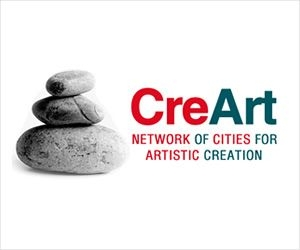 CreArt
NETWORK OF CITIES FOR
ARTISTIC CREATION